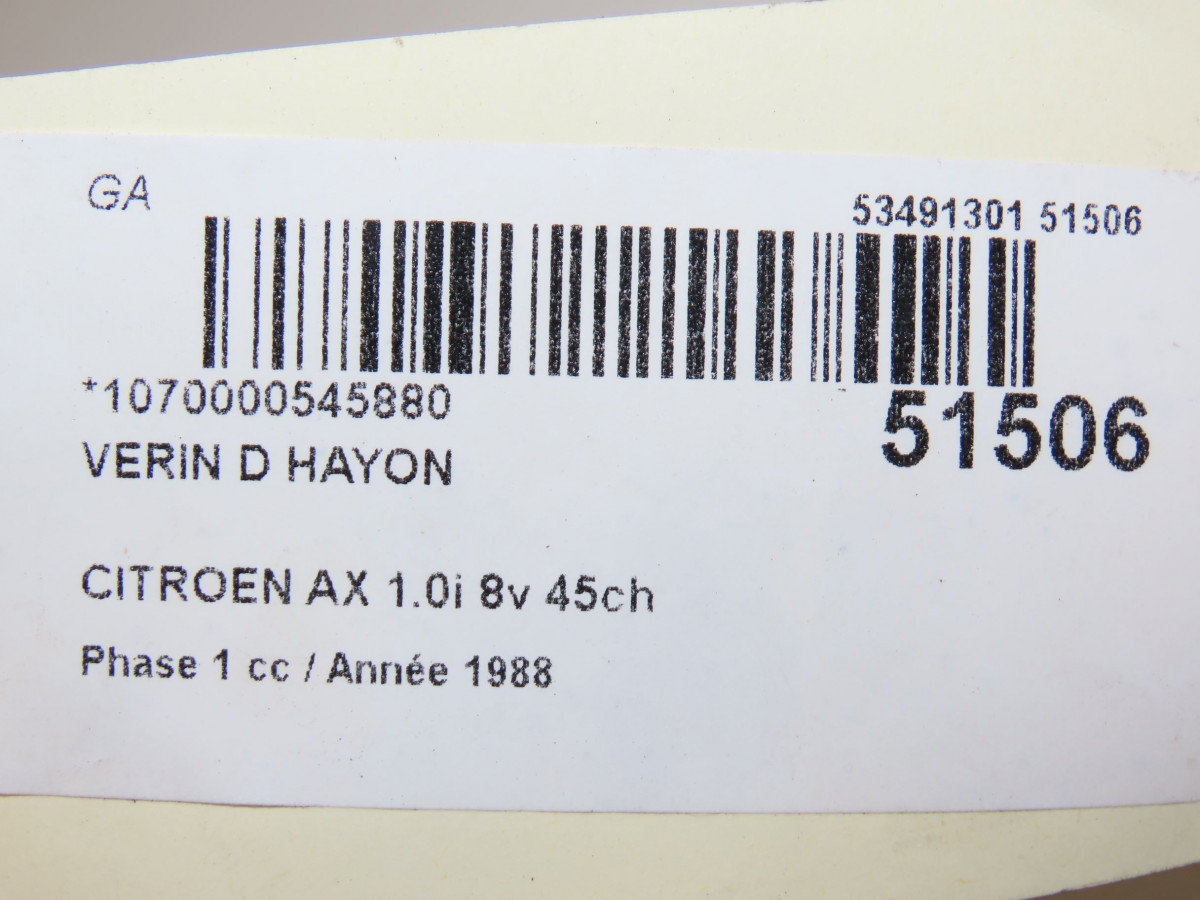 GA
53491301 51506
*1070000545880
51506
VERIN D HAYON
CITROEN AX 1.0i 8v 45ch
Phase 1 cc / Année 1988